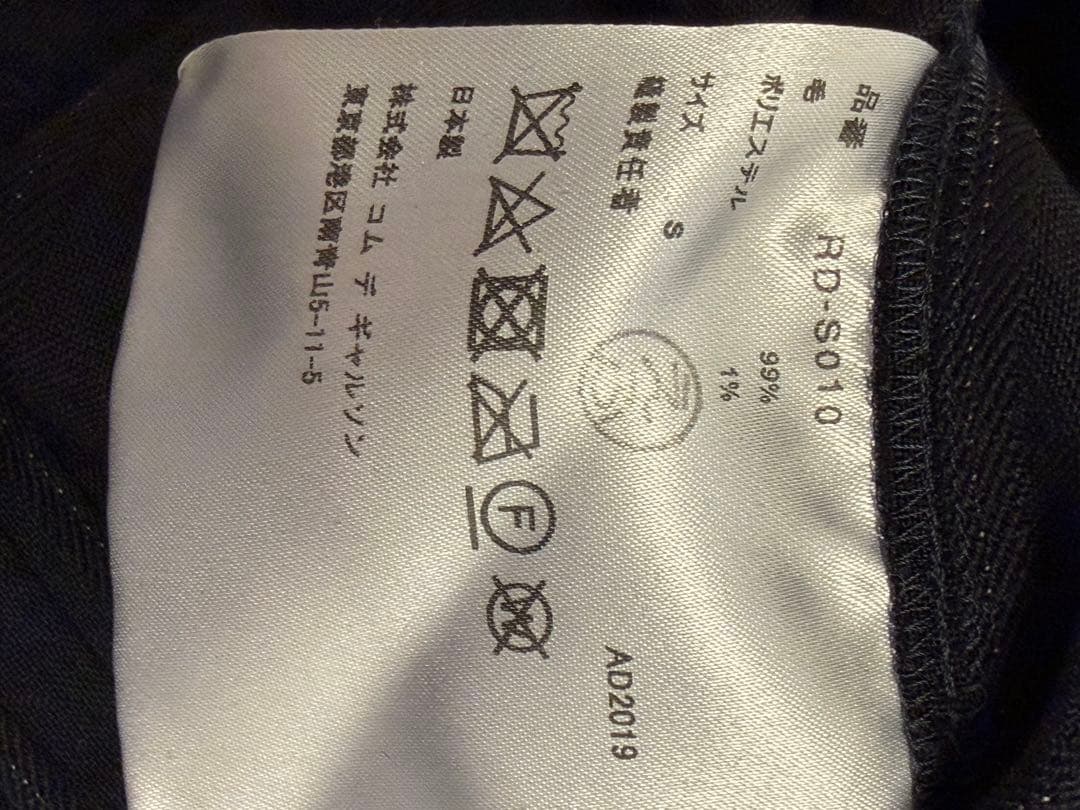 品番 RD-S010
毛 99%
ポリエステル 1%
サイズ S
繊製責任者
AD2019
F
W
日本製
株式会社 コム デ ギャルソン
東京都港区南青山5-11-5